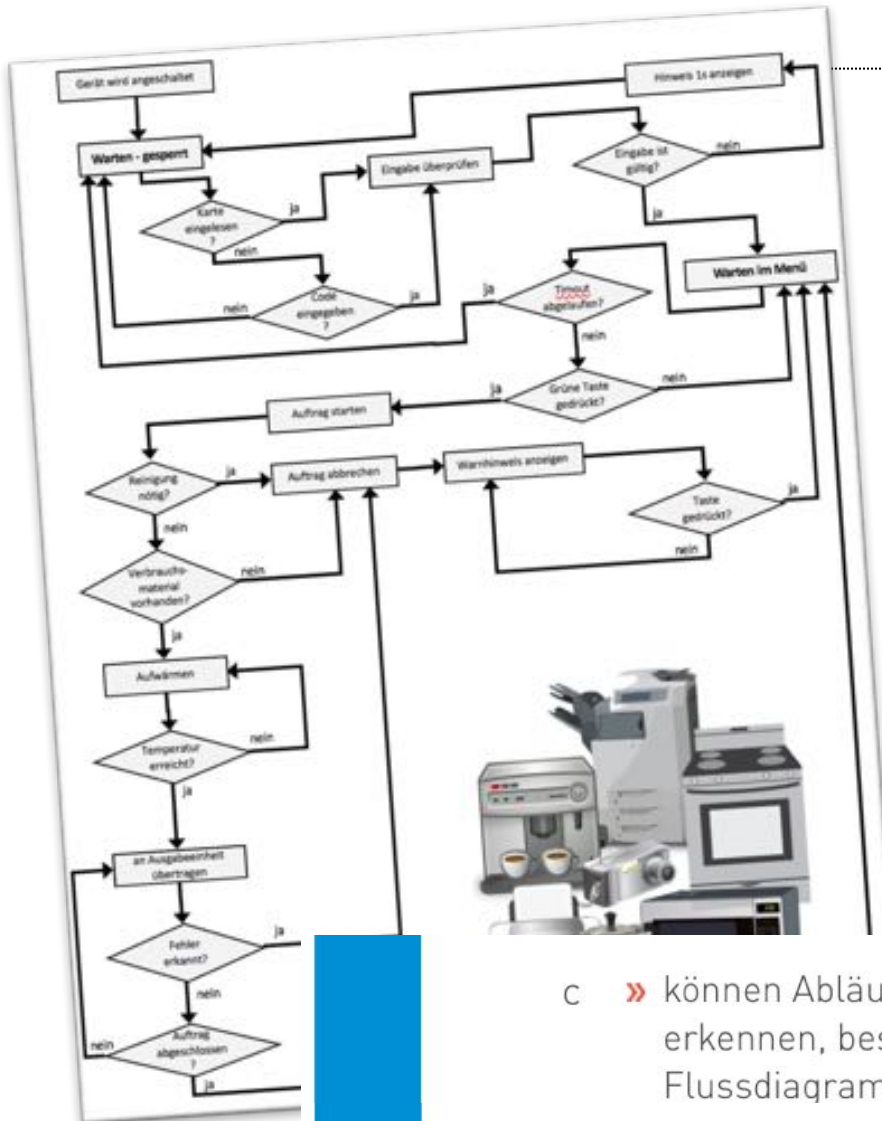 Gerät wird angeschaltet
Hinweis 1s anzeigen
Warten - gesperrt
Eingabe überprüfen
Eingabe ist
gültig?
nein
ja
Karte
eingelesen
?
ja
nein
Code
eingegeben
?
nein
ja
Timout
abgelaufen?
ja
nein
Warten im Menü
Grüne Taste
gedrückt?
ja
nein
Auftrag starten
Reinigung
nötig?
ja
nein
Auftrag abbrechen
Warnhinweis anzeigen
Taste
gedrückt?
ja
nein
Verbrauchs-
material
vorhanden?
nein
ja
Aufwärmen
Temperatur
erreicht?
nein
ja
an Ausgabeeinheit
übertragen
Fehler
erkannt?
ja
nein
Auftrag
abgeschlossen
?
nein
ja
c » können Abläu
erkennen, bes
Flussdiagram